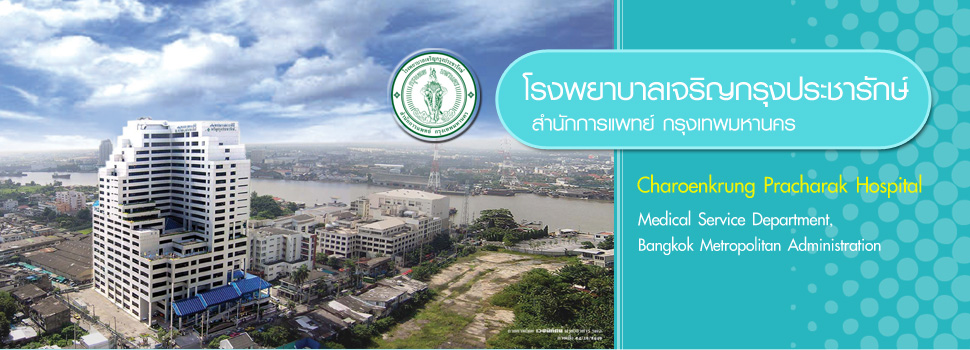 โรงพยาบาลเจริญกรุงประชารักษ์
สำนักการแพทย์ กรุงเทพมหานคร
Charoenkrung Pracharak Hospital
Medical Service Department,
Bangkok Metropolitan Administration